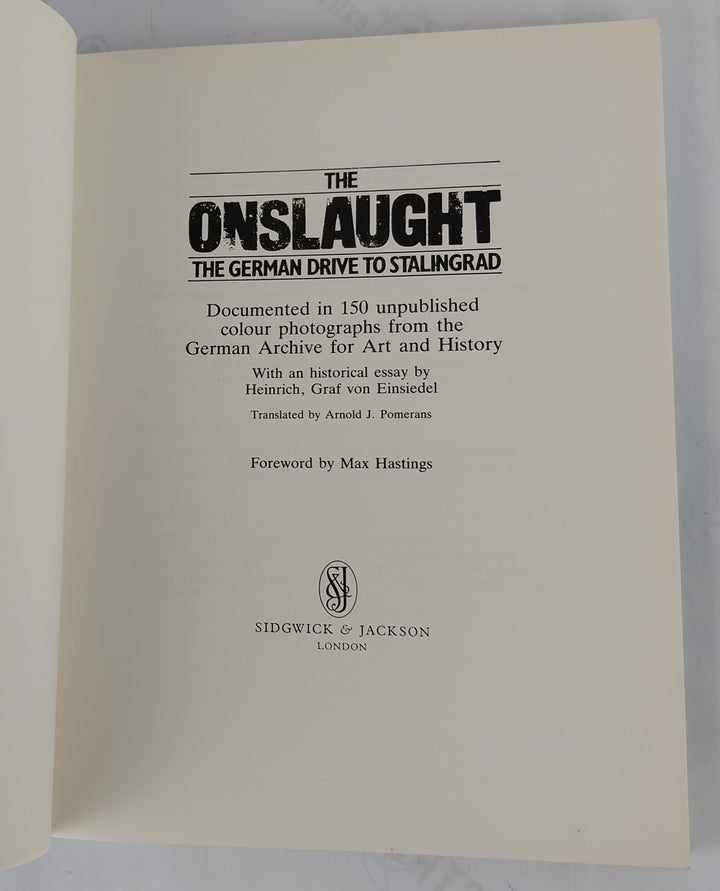 THE
ONSLAUGHT
THE GERMAN DRIVE TO STALINGRAD
Documented in 150 unpublished
colour photographs from the
German Archive for Art and History
With an historical essay by
Heinrich, Graf von Einsiedel
Translated by Arnold J. Pomerans
Foreword by Max Hastings
S&J
SIDGWICK & JACKSON
LONDON